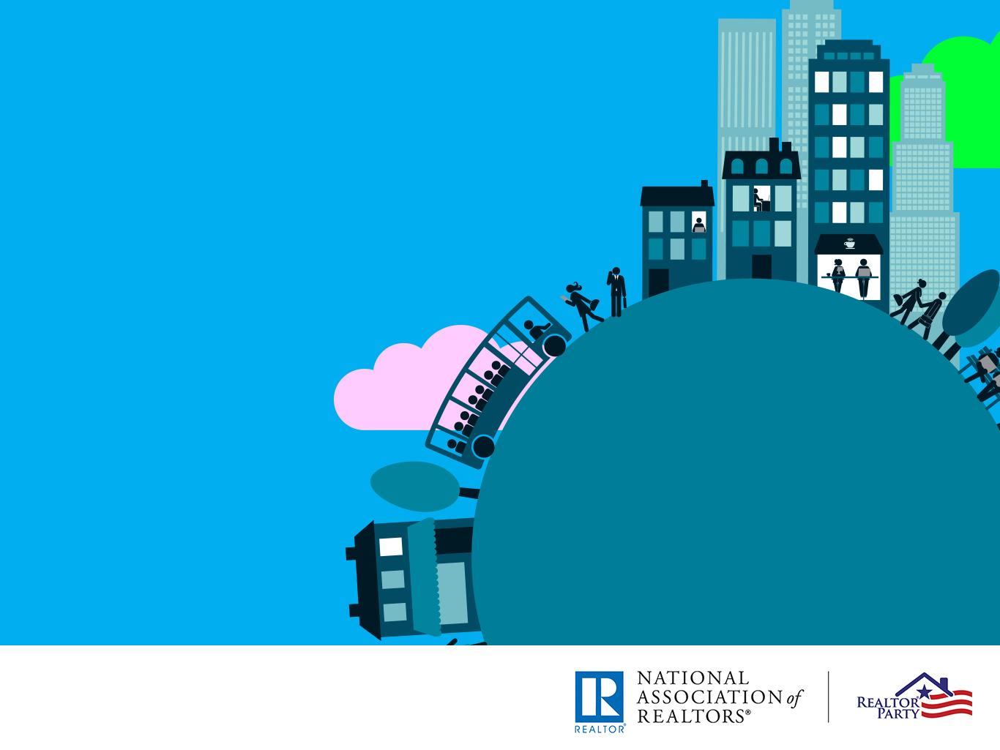 NATIONAL
ASSOCIATION of
REALTORS®
REALTOR®
REALTOR®
PARTY